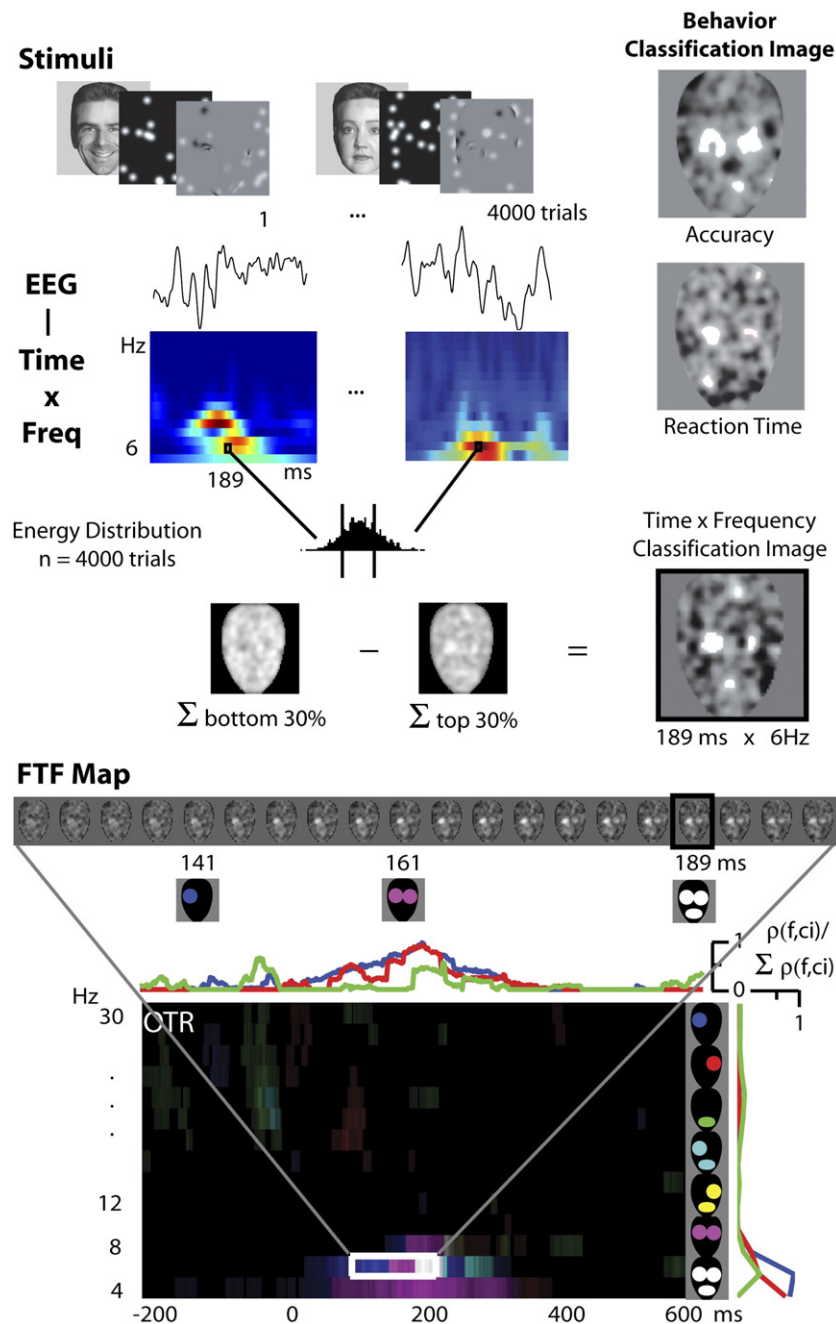 Behavior
Classification Image
Stimuli
1 ... 4000 trials
Accuracy
EEG
|
Time
x
Freq
Hz
6
189
ms
...
Reaction Time
Energy Distribution
n = 4000 trials
Time x Frequency
Classification Image
− =
Σ bottom 30% Σ top 30%
189 ms x 6Hz
FTF Map
141 161 189 ms
1
0
ρ(f,ci)/
Σ ρ(f,ci)
1
Hz
30
OTR
.
.
.
12
8
4
-200 0 200 400 600 ms